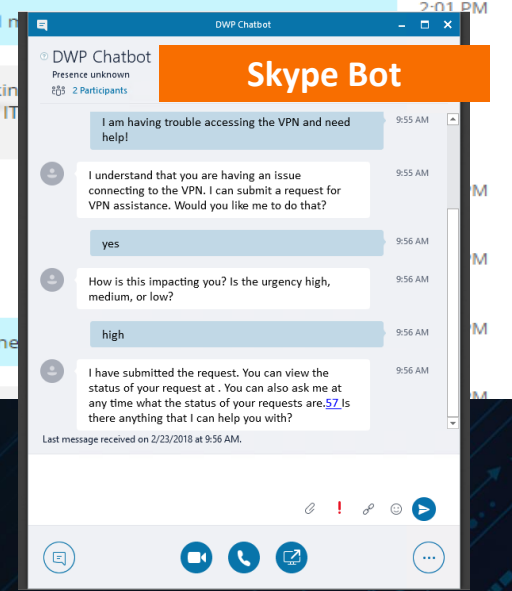 2:01 PM
DWP Chatbot
DWP Chatbot
Presence unknown
2 Participants
Skype Bot
I am having trouble accessing the VPN and need
help!
9:55 AM
I understand that you are having an issue
connecting to the VPN. I can submit a request for
VPN assistance. Would you like me to do that?
9:55 AM
yes
9:56 AM
How is this impacting you? Is the urgency high,
medium, or low?
9:56 AM
high
9:56 AM
I have submitted the request. You can view the
status of your request at . You can also ask me at
any time what the status of your requests are.57 Is
there anything that I can help you with?
9:56 AM
Last message received on 2/23/2018 at 9:56 AM.